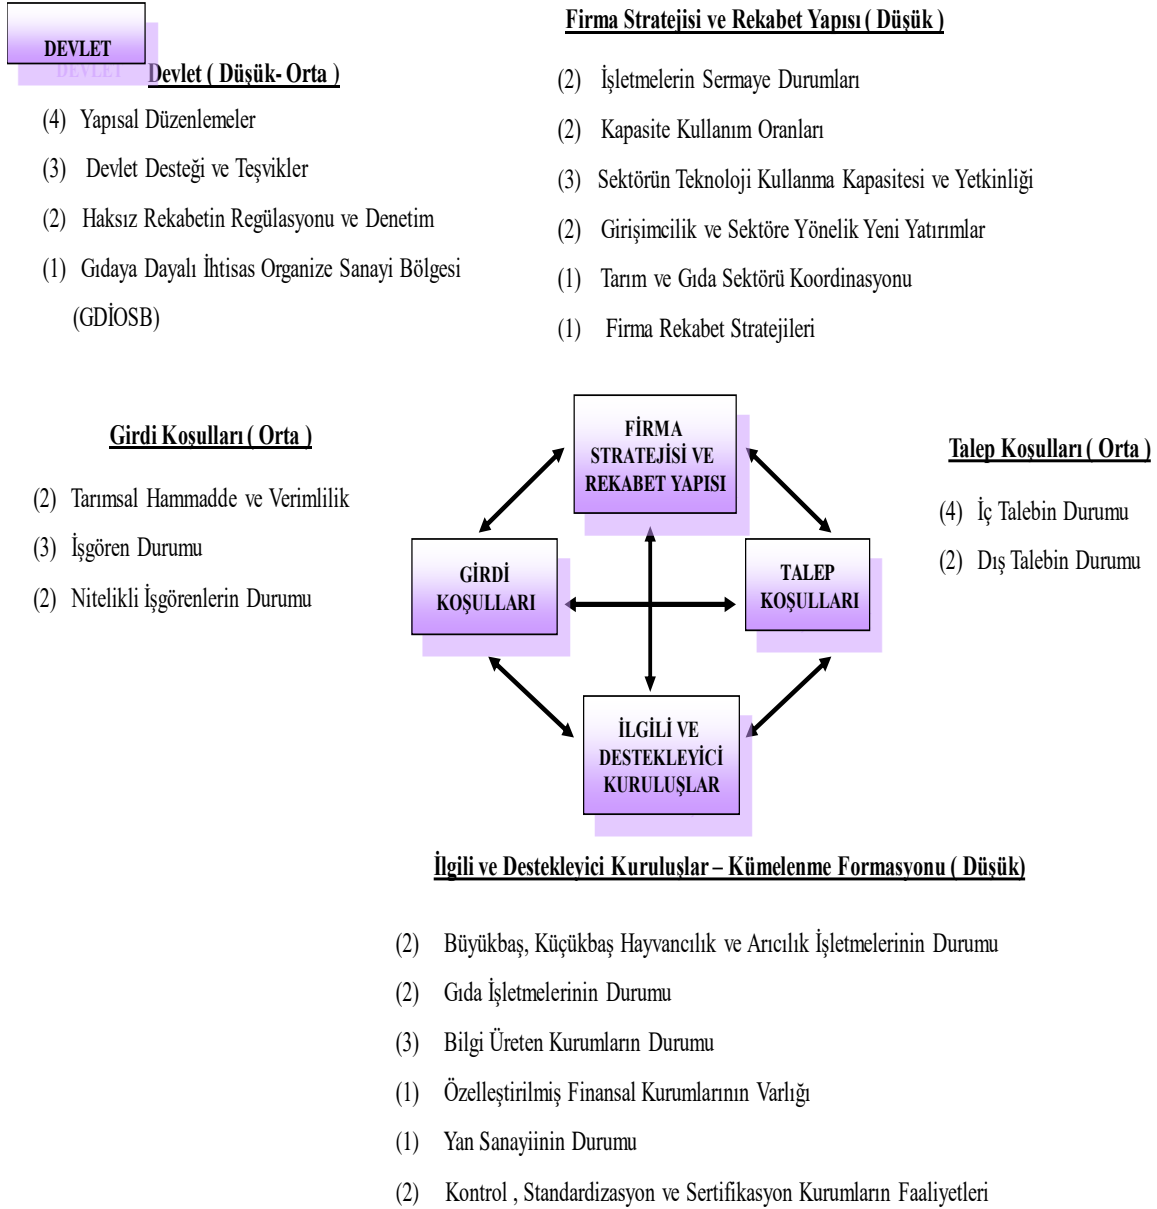 DEVLET
DEVLET
Devlet ( Düşük- Orta )
(4) Yapısal Düzenlemeler
(3) Devlet Desteği ve Teşvikler
(2) Haksız Rekabetin Regülasyonu ve Denetim
(1) Gıdaya Dayalı İhtisas Organize Sanayi Bölgesi
(GDİOSB)
Firma Stratejisi ve Rekabet Yapısı ( Düşük )
(2) İşletmelerin Sermaye Durumları
(2) Kapasite Kullanım Oranları
(3) Sektörün Teknoloji Kullanma Kapasitesi ve Yetkinliği
(2) Girişimcilik ve Sektöre Yönelik Yeni Yatırımlar
(1) Tarım ve Gıda Sektörü Koordinasyonu
(1) Firma Rekabet Stratejileri
Girdi Koşulları ( Orta )
(2) Tarımsal Hammadde ve Verimlilik
(3) İşgören Durumu
(2) Nitelikli İşgörenlerin Durumu
FİRMA
STRATEJİSİ VE
REKABET YAPISI
GİRDİ
KOŞULLARI
TALEP
KOŞULLARI
İLGİLİ VE
DESTEKLEYİCİ
KURULUŞLAR
Talep Koşulları ( Orta )
(4) İç Talebin Durumu
(2) Dış Talebin Durumu
İlgili ve Destekleyici Kuruluşlar – Kümelenme Formasyonu ( Düşük)
(2) Büyükbaş, Küçükbaş Hayvancılık ve Arıcılık İşletmelerinin Durumu
(2) Gıda İşletmelerinin Durumu
(3) Bilgi Üreten Kurumların Durumu
(1) Özelleştirilmiş Finansal Kurumlarının Varlığı
(1) Yan Sanayiinin Durumu
(2) Kontrol , Standardizasyon ve Sertifikasyon Kurumların Faaliyetleri